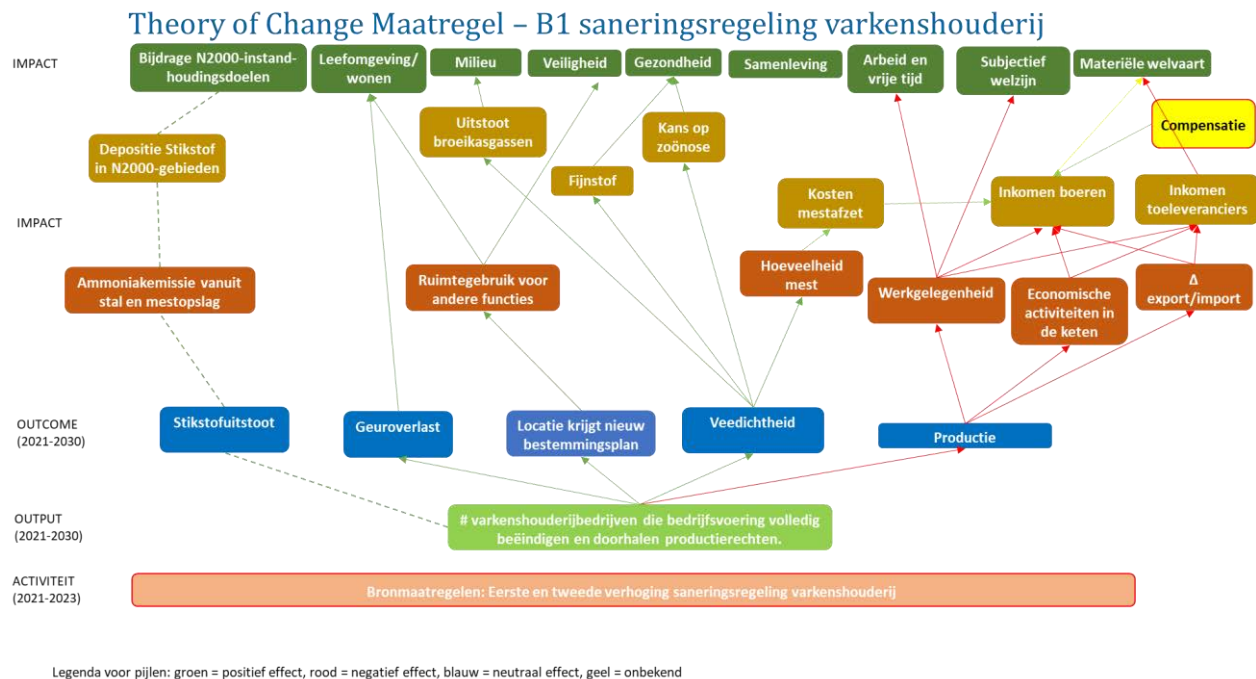 Theory of Change Maatregel – B1 saneringsregeling varkenshouderij
IMPACT
Bijdrage N2000-instand-
houdingsdoelen
Leefomgeving/
wonen
Milieu
Veiligheid
Gezondheid
Samenleving
Arbeid en
vrije tijd
Subjectief
welzijn
Materiële welvaart
Depositie Stikstof
in N2000-gebieden
Uitstoot
broeikasgassen
Kans op
zoönose
Compensatie
Fijnstof
IMPACT
Kosten
mestafzet
Inkomen boeren
Inkomen
toeleveranciers
Ammoniakemissie vanuit
stal en mestopslag
Ruimtegebruik voor
andere functies
Hoeveelheid
mest
Werkgelegenheid
Economische
activiteiten in
de keten
Δ
export/import
OUTCOME
(2021-2030)
Stikstofuitstoot
Geuroverlast
Locatie krijgt nieuw
bestemmingsplan
Veedichtheid
Productie
OUTPUT
(2021-2030)
# varkenshouderijbedrijven die bedrijfsvoering volledig
beëindigen en doorhalen productierechten.
ACTIVITEIT
(2021-2023)
Bronmaatregelen: Eerste en tweede verhoging saneringsregeling varkenshouderij
Legenda voor pijlen: groen = positief effect, rood = negatief effect, blauw = neutraal effect, geel = onbekend